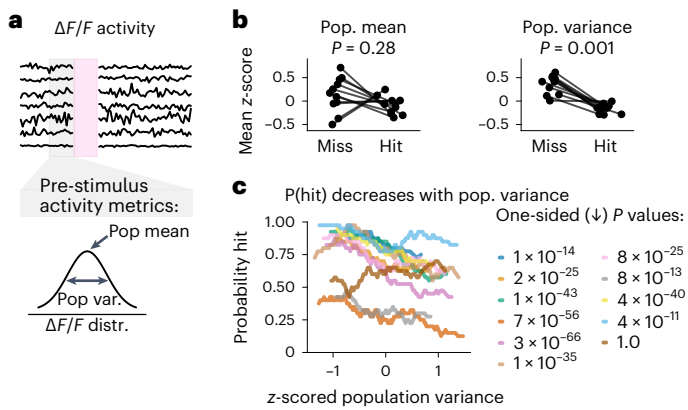 a
ΔF/F activity
Pre-stimulus
activity metrics:
Pop mean
Pop var.
ΔF/F distr.
b
Pop. mean
P = 0.28
Pop. variance
P = 0.001
Mean z-score
0.5
0
–0.5
Miss
Hit
0.5
0
–0.5
Miss
Hit
c
P(hit) decreases with pop. variance
Probability hit
1.00
0.75
0.50
0.25
0
–1
0
1
z-scored population variance
One-sided (↓) P values:
1 × 10⁻¹⁴
2 × 10⁻²⁵
1 × 10⁻⁴³
7 × 10⁻⁵⁶
3 × 10⁻⁶⁶
1 × 10⁻³⁵
8 × 10⁻²⁵
8 × 10⁻¹³
4 × 10⁻⁴⁰
4 × 10⁻¹¹
1.0